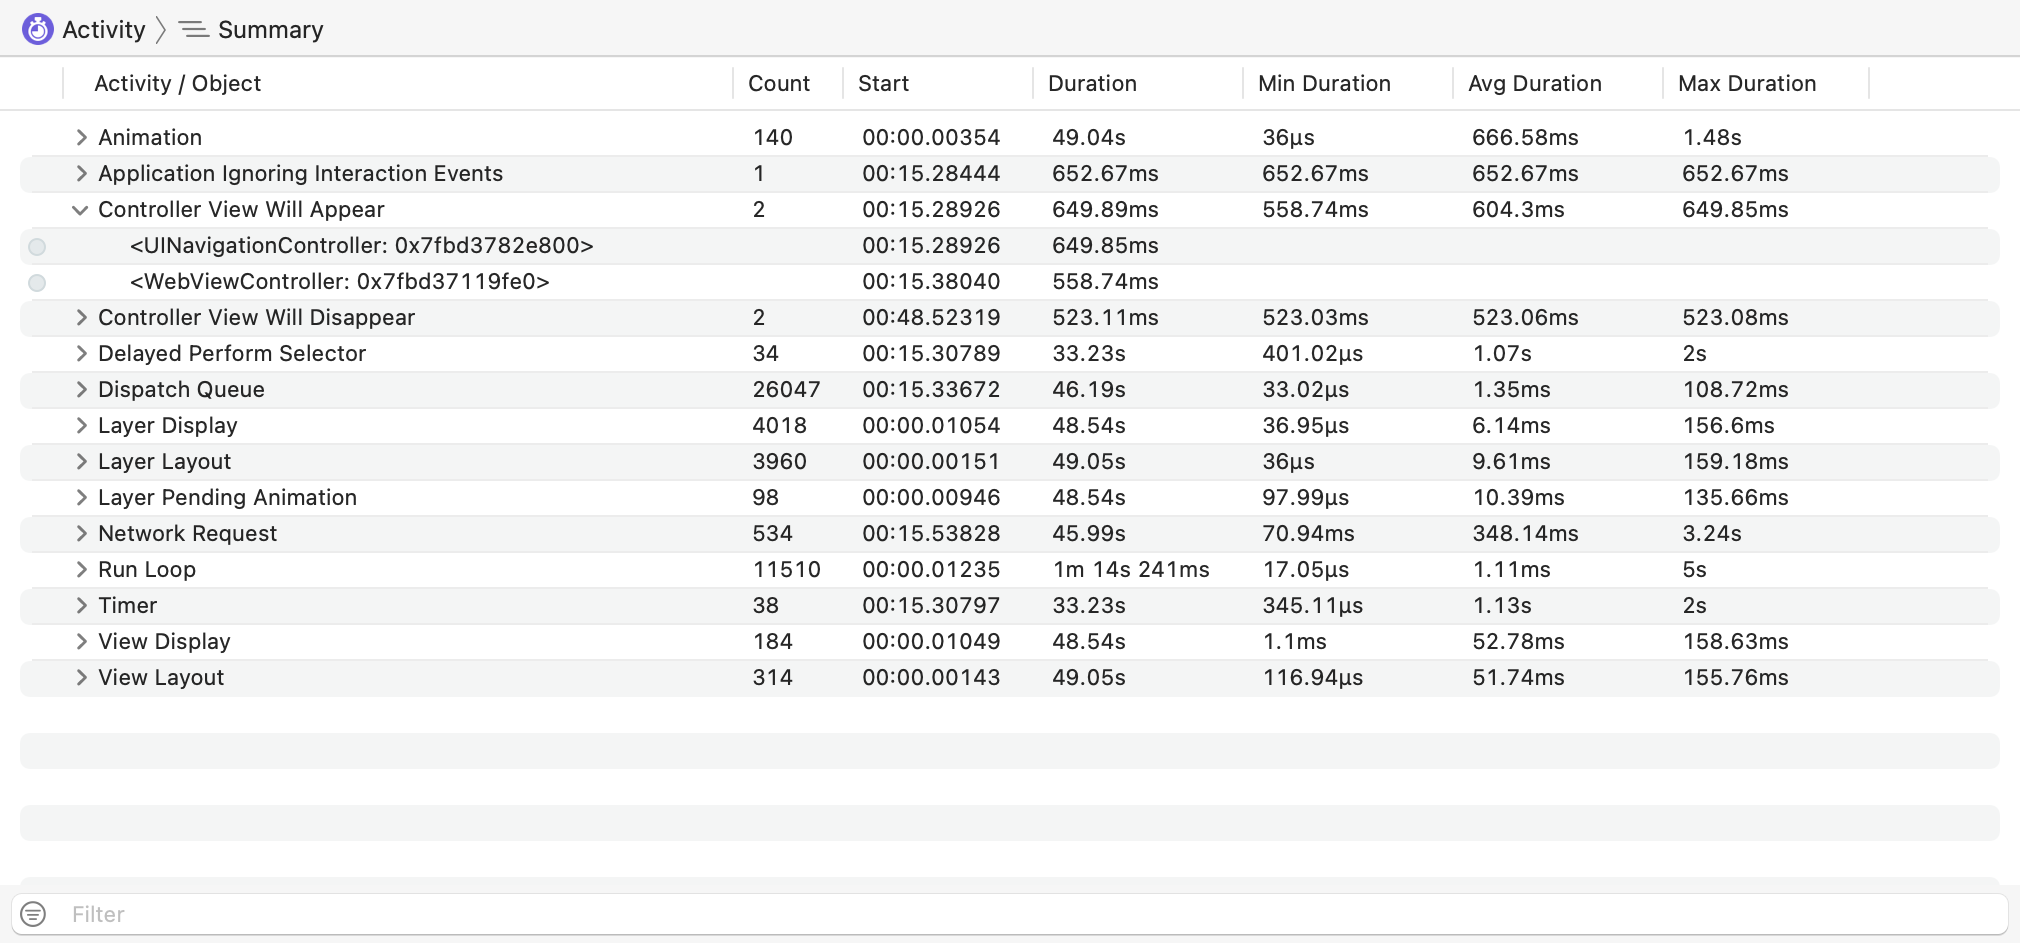 Activity Summary
Activity / Object Count Start Duration Min Duration Avg Duration Max Duration
Animation 140 00:00.00354 49.04s 36µs 666.58ms 1.48s
Application Ignoring Interaction Events 1 00:15.28444 652.67ms 652.67ms 652.67ms 652.67ms
Controller View Will Appear 2 00:15.28926 649.89ms 558.74ms 604.3ms 649.85ms
<UINavigationController: 0x7fbd3782e800> 00:15.28926 649.85ms
<WebViewController: 0x7fbd37119fe0> 00:15.38040 558.74ms
Controller View Will Disappear 2 00:48.52319 523.11ms 523.03ms 523.06ms 523.08ms
Delayed Perform Selector 34 00:15.30789 33.23s 401.02µs 1.07s 2s
Dispatch Queue 26047 00:15.33672 46.19s 33.02µs 1.35ms 108.72ms
Layer Display 4018 00:00.01054 48.54s 36.95µs 6.14ms 156.6ms
Layer Layout 3960 00:00.00151 49.05s 36µs 9.61ms 159.18ms
Layer Pending Animation 98 00:00.00946 48.54s 97.99µs 10.39ms 135.66ms
Network Request 534 00:15.53828 45.99s 70.94ms 348.14ms 3.24s
Run Loop 11510 00:00.01235 1m 14s 241ms 17.05µs 1.11ms 5s
Timer 38 00:15.30797 33.23s 345.11µs 1.13s 2s
View Display 184 00:00.01049 48.54s 1.1ms 52.78ms 158.63ms
View Layout 314 00:00.00143 49.05s 116.94µs 51.74ms 155.76ms
Filter